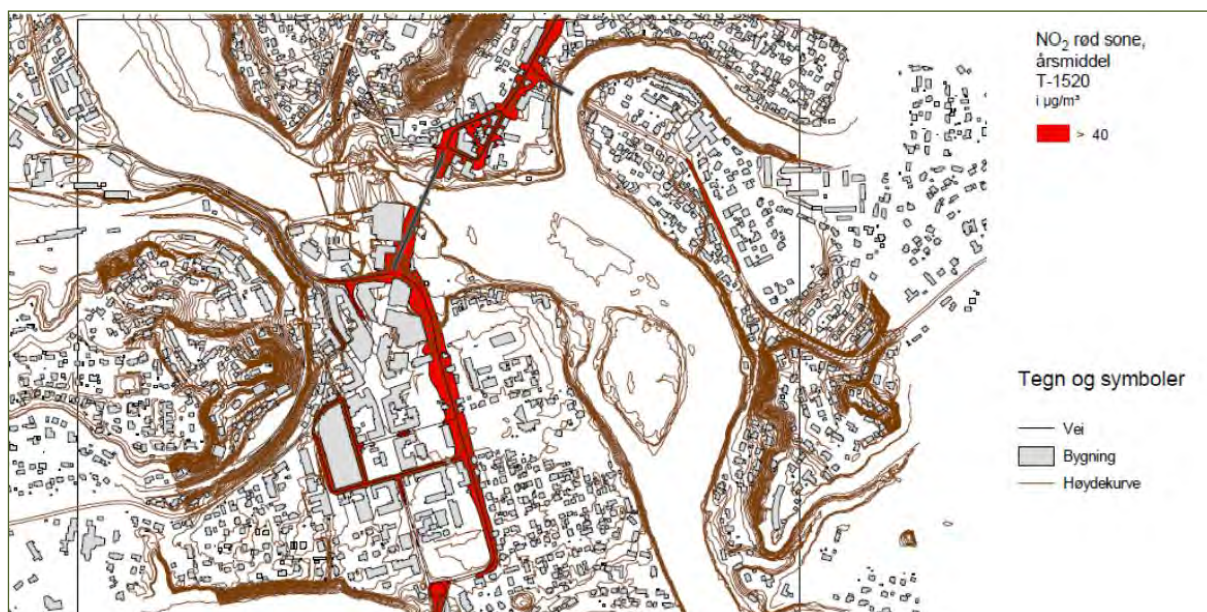 NO₂ rød sone,
årsmiddel
T-1520
i µg/m³
> 40
Tegn og symboler
Vei
Bygning
Høydekurve